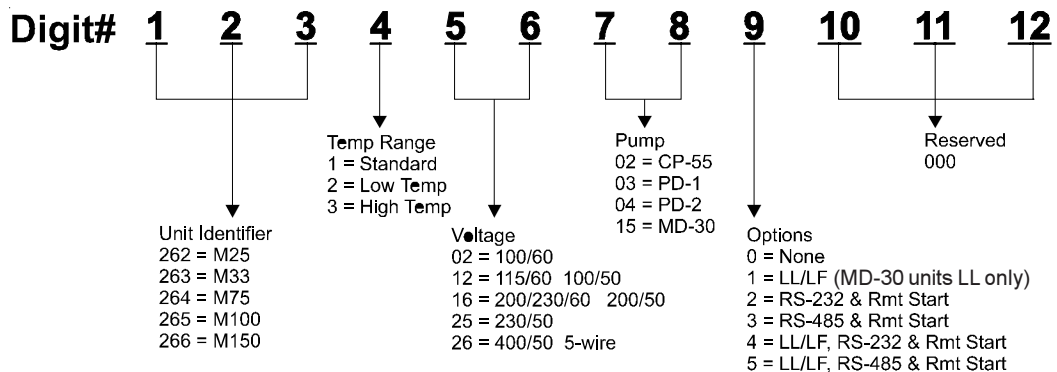 Digit# 1 2 3 4 5 6 7 8 9 10 11 12
Temp Range
1 = Standard
2 = Low Temp
3 = High Temp
Pump
02 = CP-55
03 = PD-1
04 = PD-2
15 = MD-30
Reserved
000
Unit Identifier
262 = M25
263 = M33
264 = M75
265 = M100
266 = M150
Voltage
02 = 100/60
12 = 115/60 100/50
16 = 200/230/60 200/50
25 = 230/50
26 = 400/50 5-wire
Options
0 = None
1 = LL/LF (MD-30 units LL only)
2 = RS-232 & Rmt Start
3 = RS-485 & Rmt Start
4 = LL/LF, RS-232 & Rmt Start
5 = LL/LF, RS-485 & Rmt Start